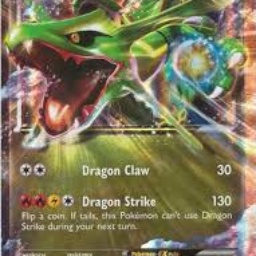 Dragon Claw 30
Dragon Strike 130
Flip a coin. If tails, this Pokémon can't use Dragon
Strike during your next turn.